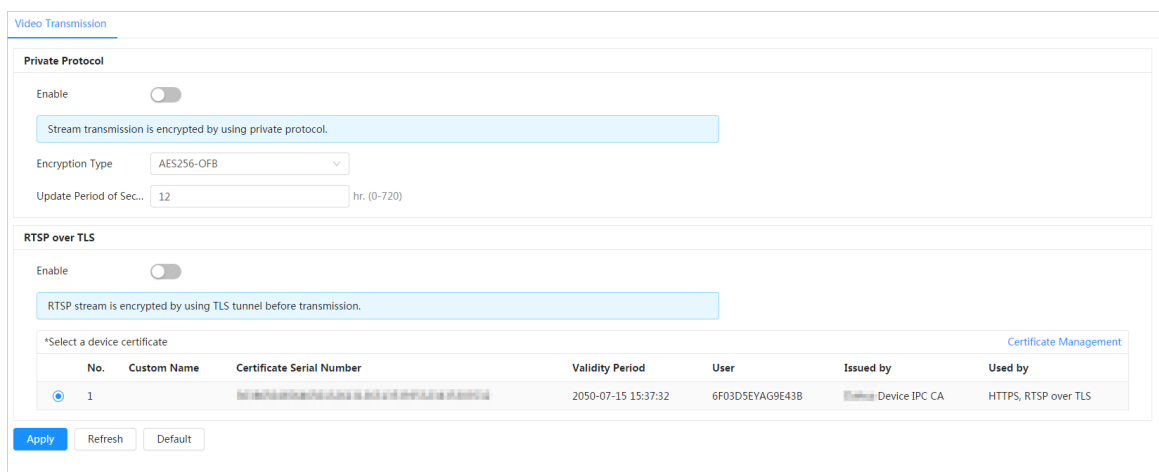 Video Transmission
Private Protocol
Enable
Stream transmission is encrypted by using private protocol.
Encryption Type AES256-OFB
Update Period of Sec... 12 hr. (0-720)
RTSP over TLS
Enable
RTSP stream is encrypted by using TLS tunnel before transmission.
*Select a device certificate Certificate Management
No. Custom Name Certificate Serial Number Validity Period User Issued by Used by
1 2050-07-15 15:37:32 6F03D5EYAG9E43B Device IPC CA HTTPS, RTSP over TLS
Apply Refresh Default